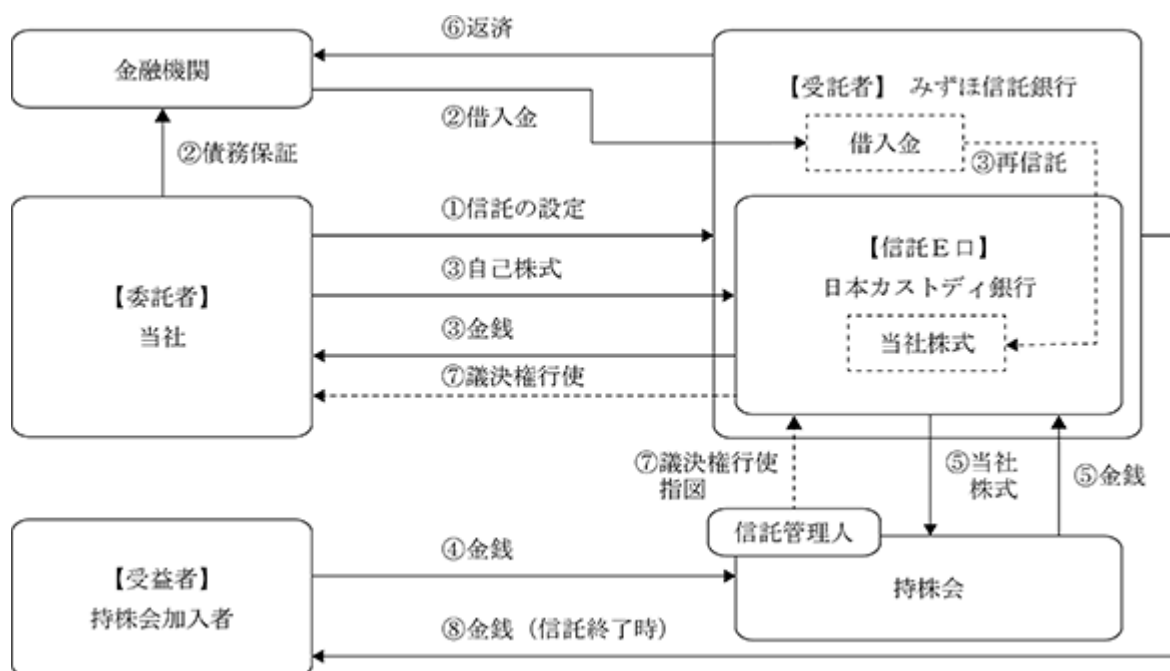 ⑥返済
金融機関
【受託者】 みずほ信託銀行
②借入金
借入金
②債務保証
③再信託
①信託の設定
【信託E口】
日本カストディ銀行
③自己株式
【委託者】
当社
③金銭
当社株式
⑦議決権行使
⑦議決権行使
指図
⑤当社
株式
⑤金銭
信託管理人
④金銭
【受益者】
持株会加入者
持株会
⑧金銭（信託終了時）